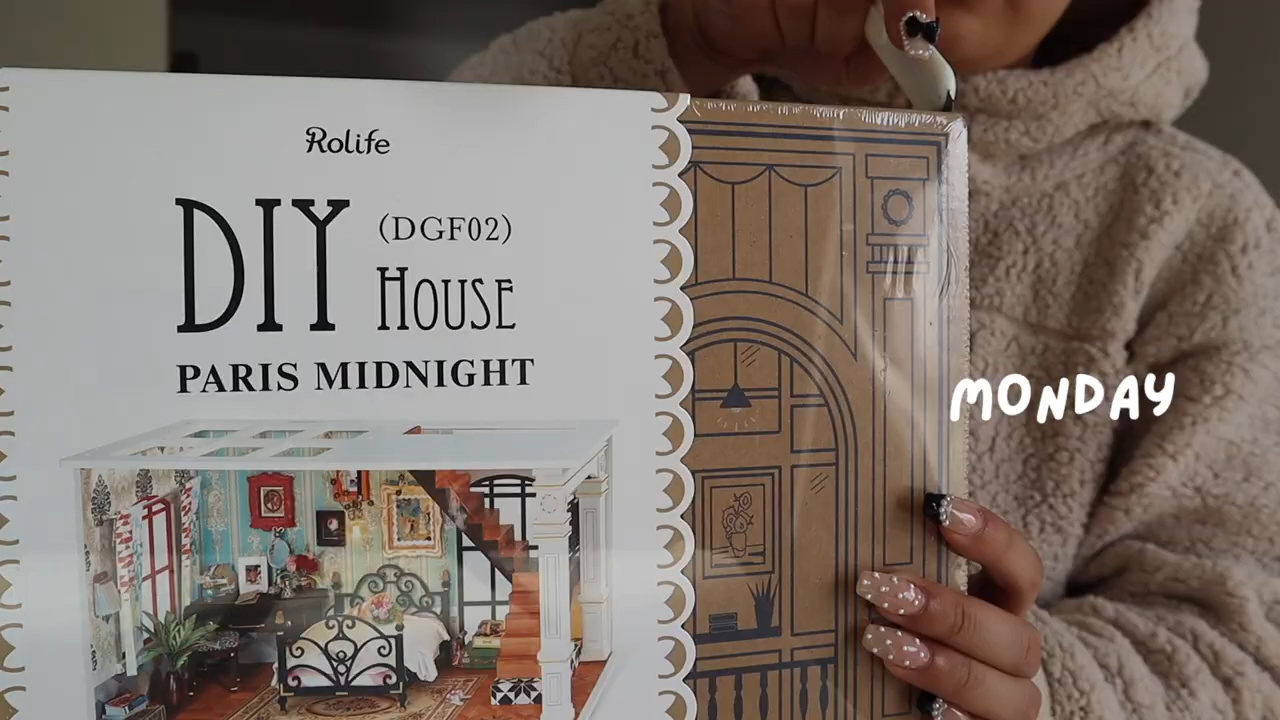 Rolife
DIY (DGF02)
HOUSE
PARIS MIDNIGHT
MONDAY